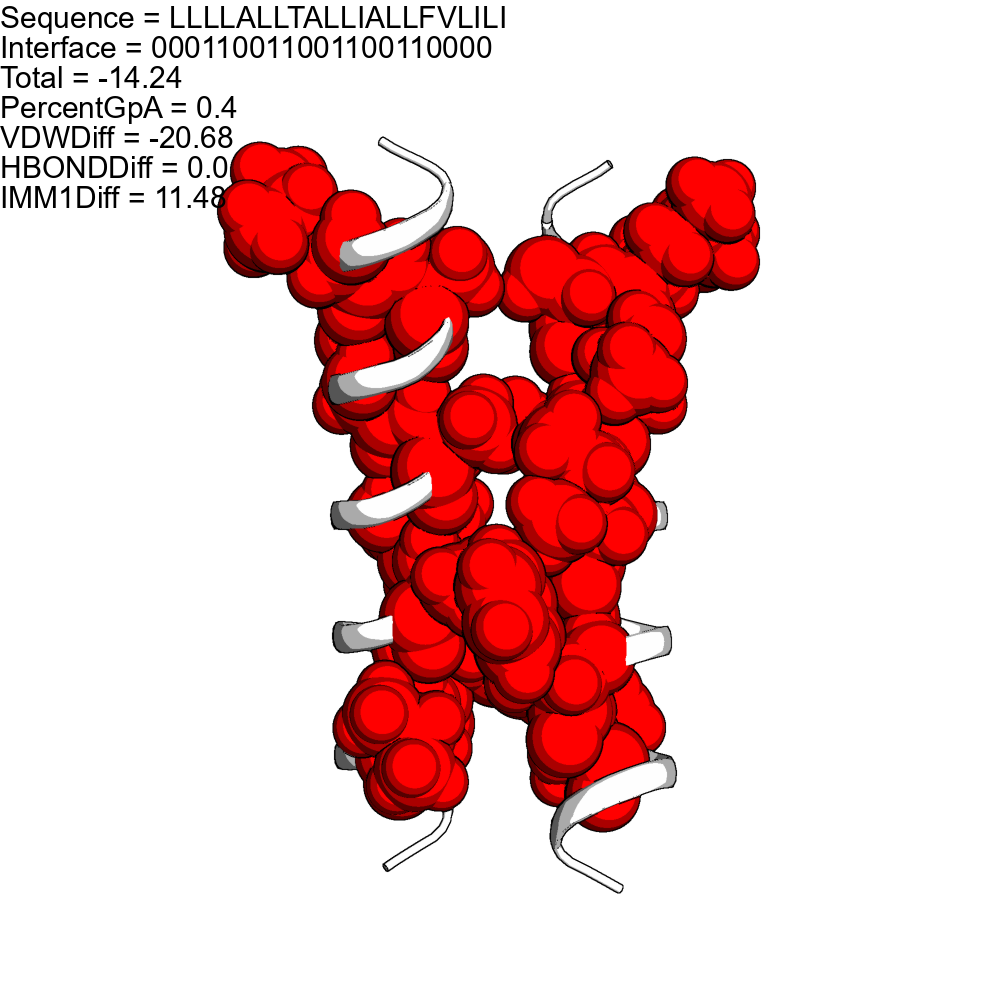 Sequence = LLLLALLTALLIALLFVLILI
Interface = 000110011001100110000
Total = -14.24
PercentGpA = 0.4
VDWDiff = -20.68
HBONDDiff = 0.0
IMM1Diff = 11.48